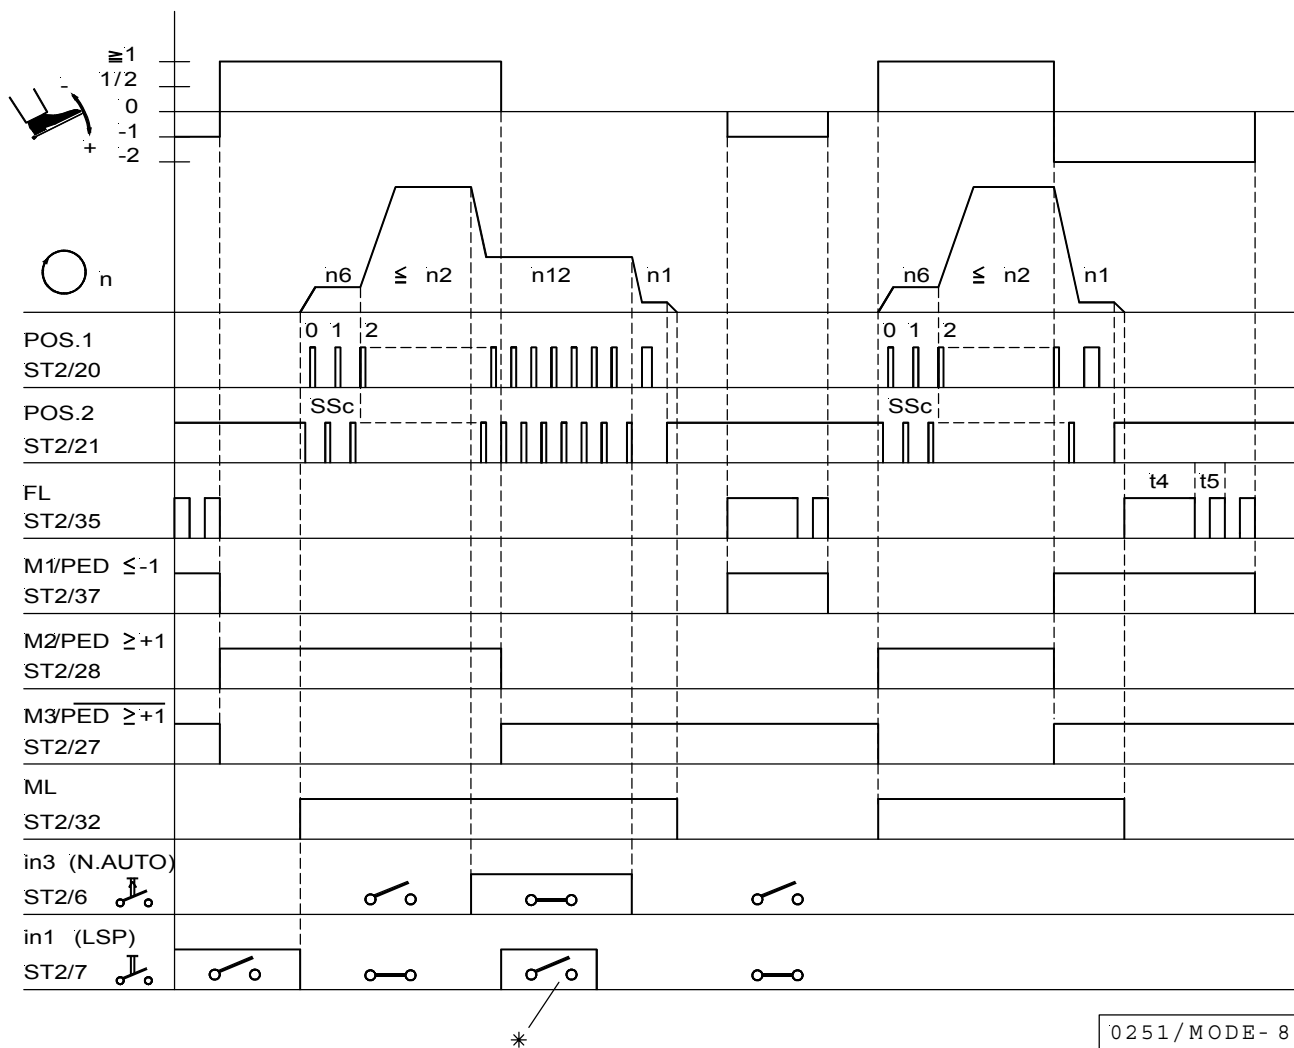 ≧1
1/2
-
0
-1
+
-2
n
n6
≦ n2
n12
n1
n6
≦ n2
n1
POS.1
ST2/20
0 1 2
0 1 2
POS.2
ST2/21
SSc
SSc
FL
ST2/35
t4
t5
M1/PED ≤-1
ST2/37
M2/PED ≥+1
ST2/28
M3/PED ≥+1
ST2/27
ML
ST2/32
in3 (N.AUTO)
ST2/6
in1 (LSP)
ST2/7
*
0251/MODE-8